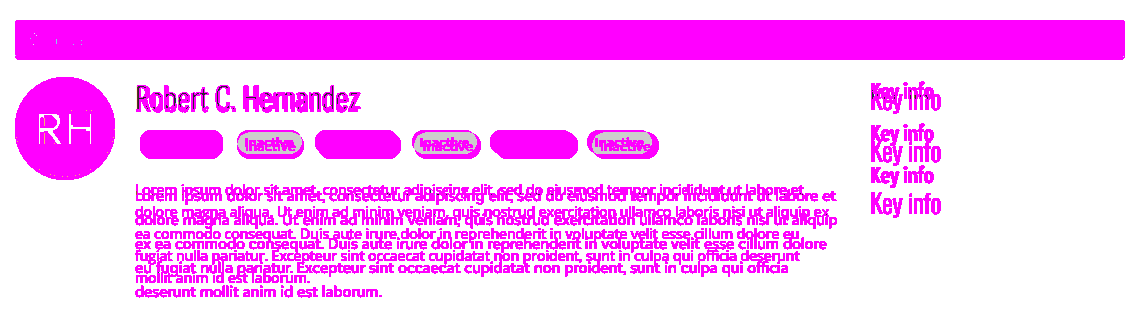 RH
Robert C. Hernandez
Inactive Inactive Inactive
Inactive Inactive Inactive
Lorem ipsum dolor sit amet, consectetur adipiscing elit, sed do eiusmod tempor incididunt ut labore et
Lorem ipsum dolor sit amet, consectetur adipiscing elit, sed do eiusmod tempor incididunt ut labore et
dolore magna aliqua. Ut enim ad minim veniam, quis nostrud exercitation ullamco laboris nisi ut aliquip ex
dolore magna aliqua. Ut enim ad minim veniam, quis nostrud exercitation ullamco laboris nisi ut aliquip
ea commodo consequat. Duis aute irure dolor in reprehenderit in voluptate velit esse cillum dolore eu
ex ea commodo consequat. Duis aute irure dolor in reprehenderit in voluptate velit esse cillum dolore
fugiat nulla pariatur. Excepteur sint occaecat cupidatat non proident, sunt in culpa qui officia deserunt
eu fugiat nulla pariatur. Excepteur sint occaecat cupidatat non proident, sunt in culpa qui officia
mollit anim id est laborum.
deserunt mollit anim id est laborum.
Key info
Key info
Key info
Key info
Key info
Key info